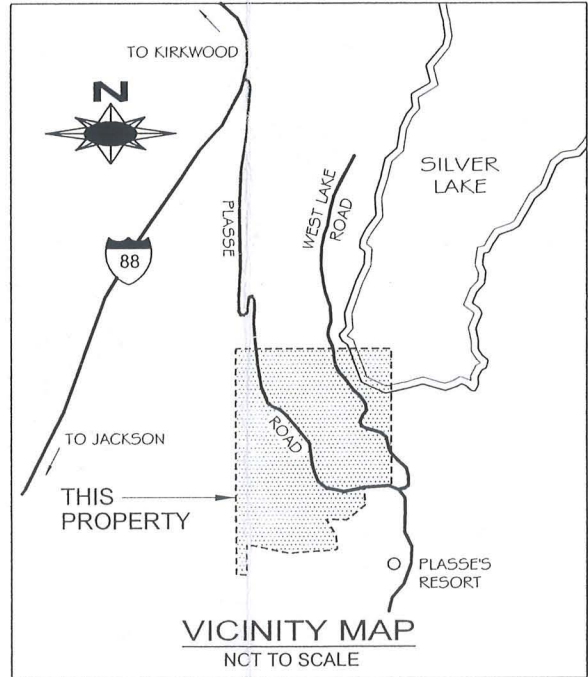 TO KIRKWOOD
N
SILVER
LAKE
WEST LAKE
ROAD
PLASSE
88
ROAD
TO JACKSON
THIS
PROPERTY
PLASSE'S
RESORT
VICINITY MAP
NOT TO SCALE